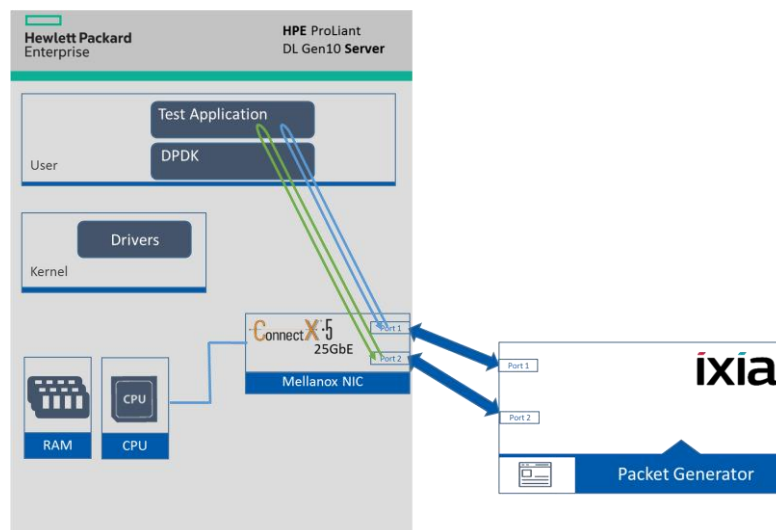 Hewlett Packard
Enterprise
HPE ProLiant
DL Gen10 Server
Test Application
DPDK
User
Drivers
Kernel
ConnectX·5
25GbE
Port 1
Port 2
Mellanox NIC
CPU
RAM
CPU
ixia
Port 1
Port 2
Packet Generator